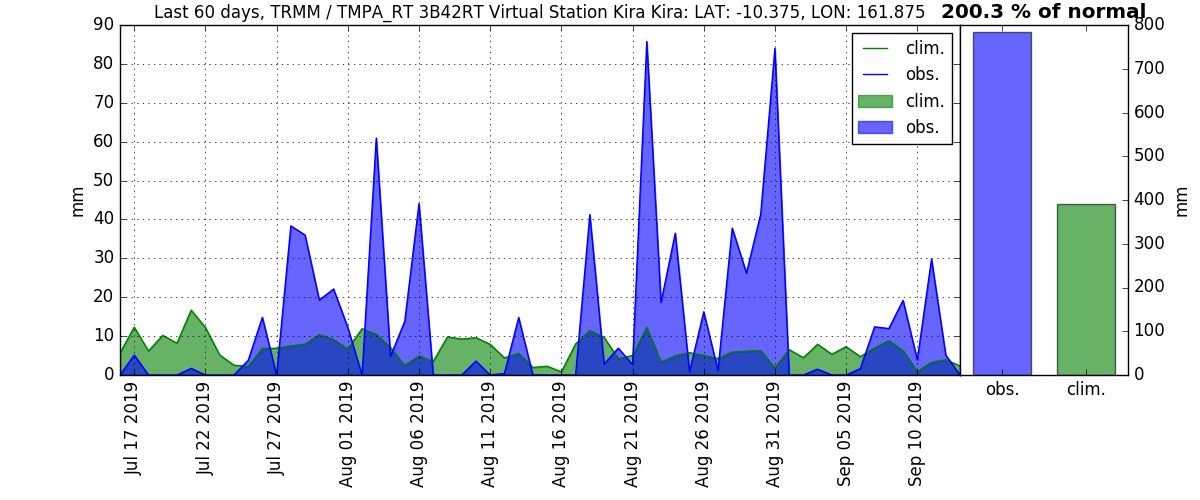 Last 60 days, TRMM / TMPA_RT 3B42RT Virtual Station Kira Kira: LAT: -10.375, LON: 161.875
200.3 % of normal
90
80
70
60
50
40
30
20
10
0
mm
clim.
obs.
clim.
obs.
Jul 17 2019
Jul 22 2019
Jul 27 2019
Aug 01 2019
Aug 06 2019
Aug 11 2019
Aug 16 2019
Aug 21 2019
Aug 26 2019
Aug 31 2019
Sep 05 2019
Sep 10 2019
800
700
600
500
400
300
200
100
0
mm
obs.
clim.